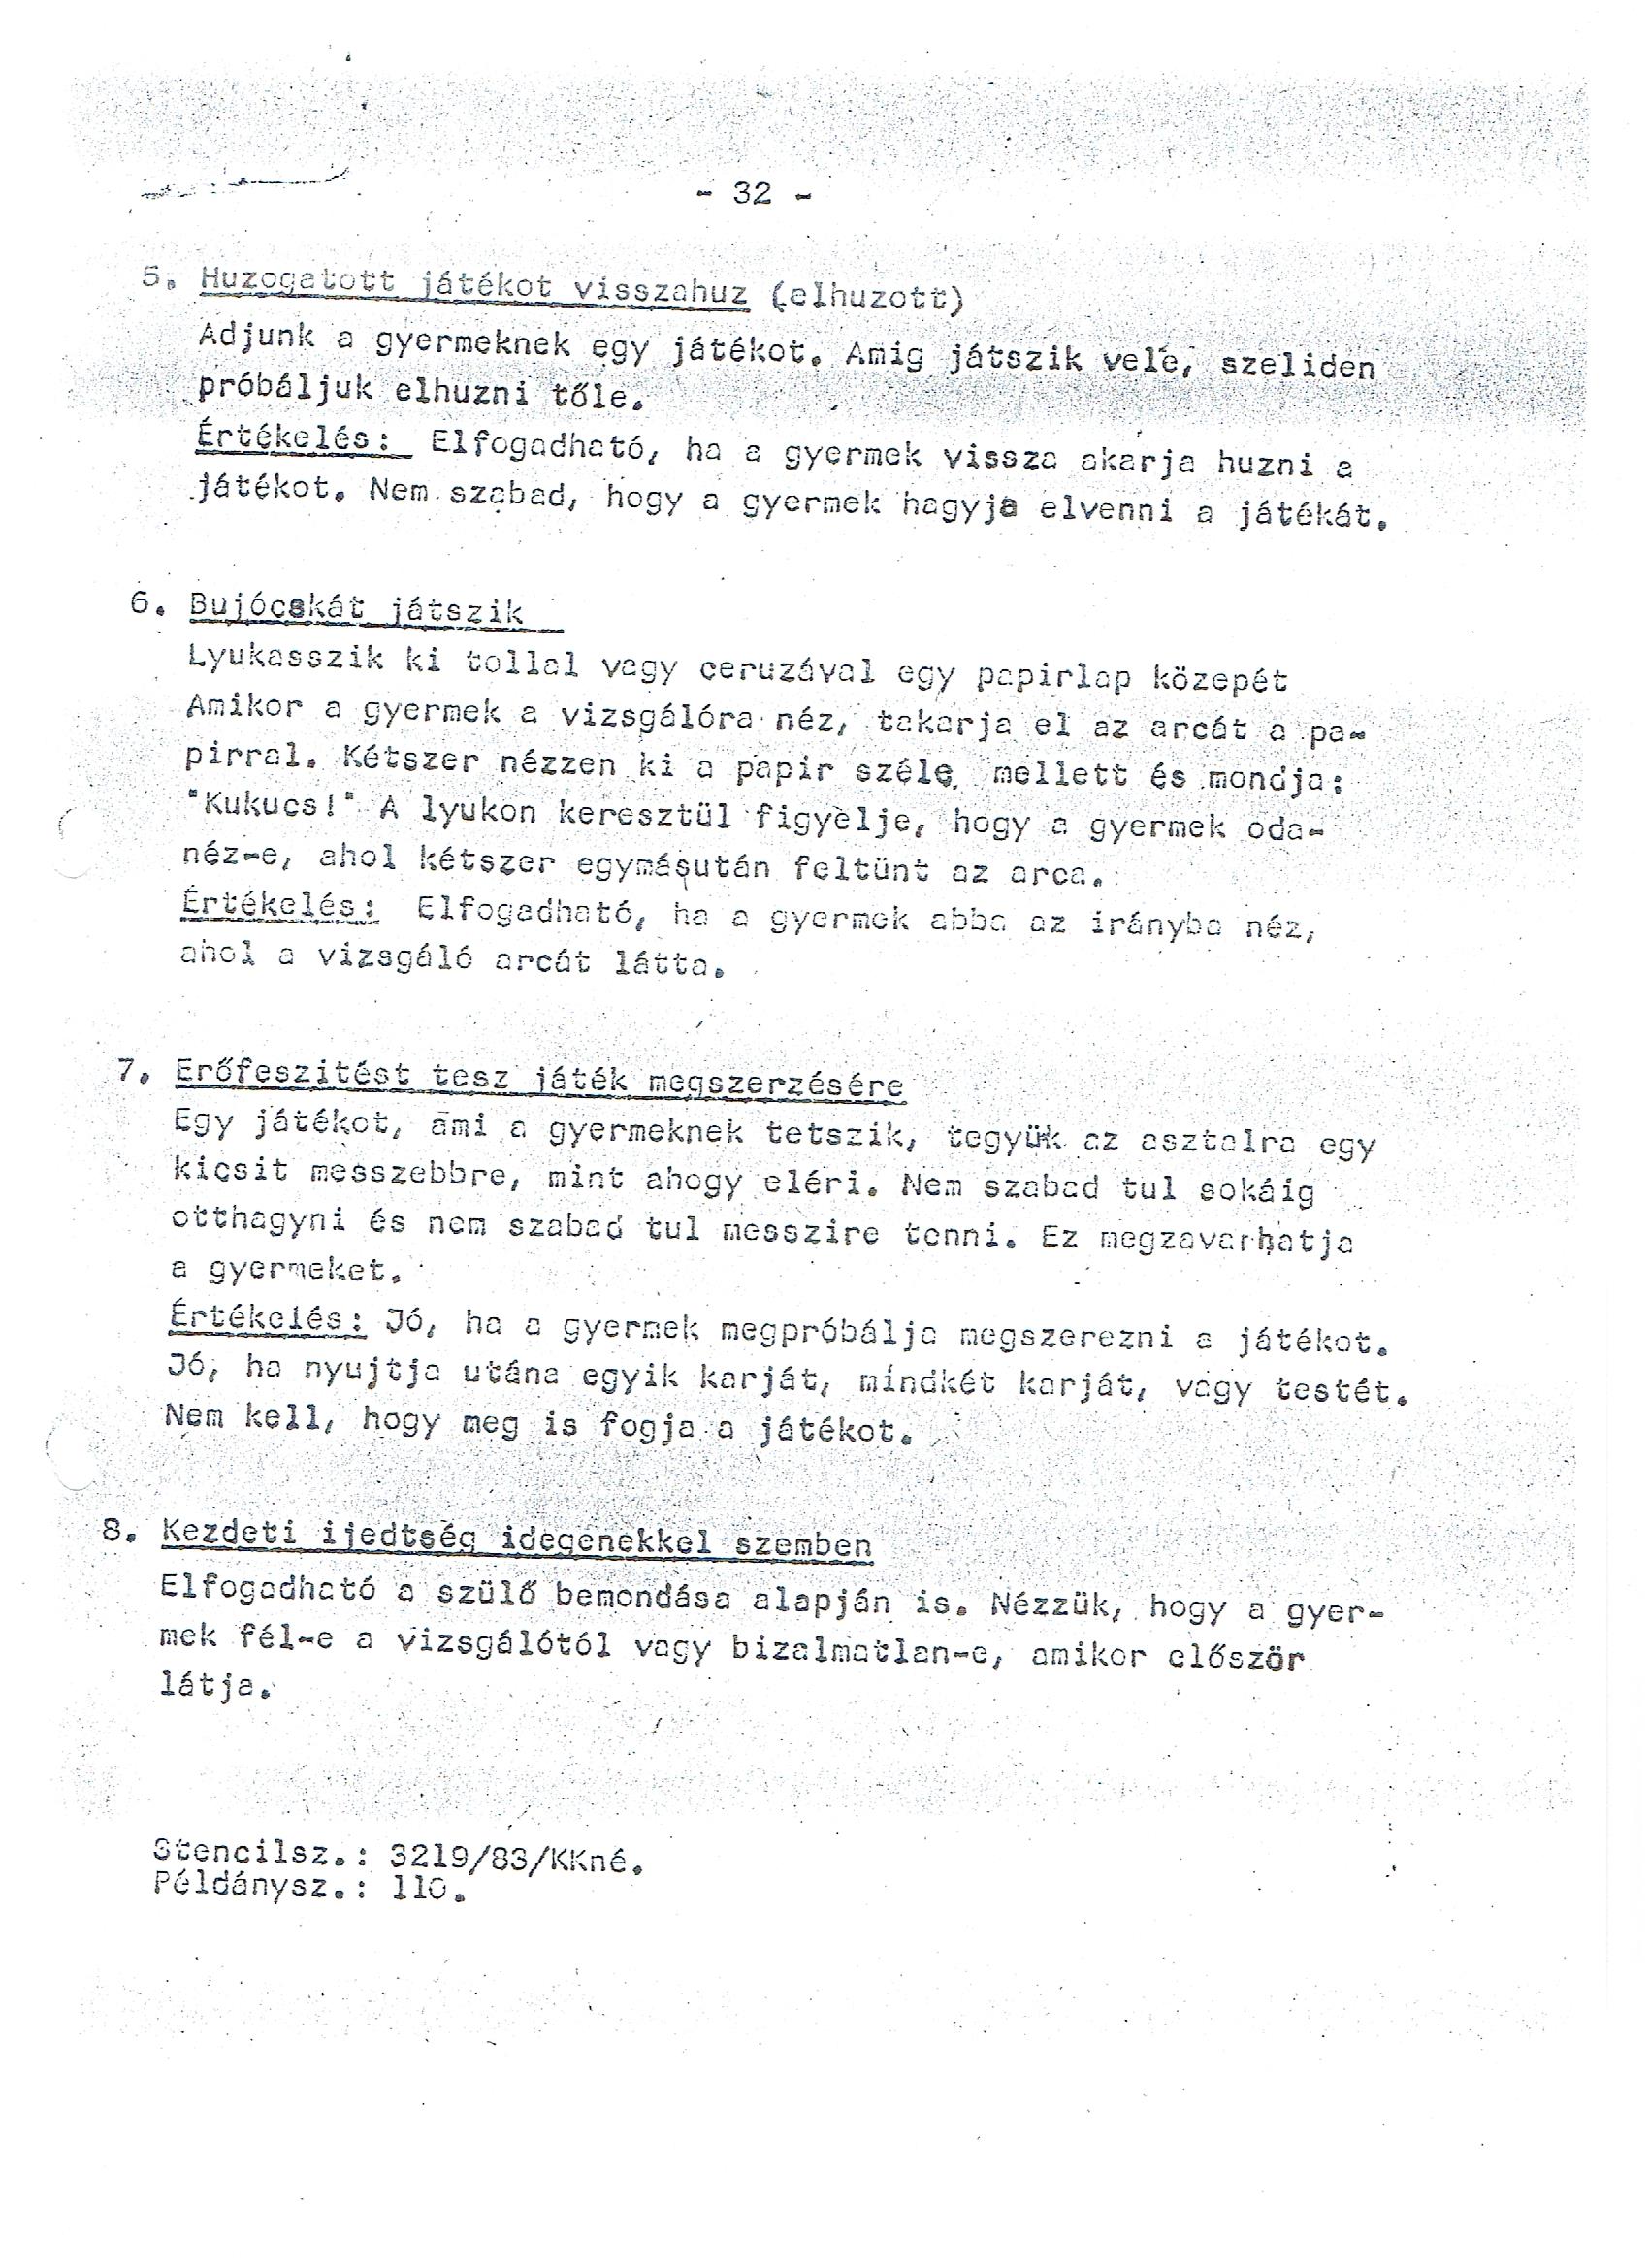 - 32 -
5. Huzogatott játékot visszahuz (elhuzott)
Adjunk a gyermeknek egy játékot. Amig játszik vele, szeliden
próbáljuk elhuzni tőle.
Értékelés: Elfogadható, ha a gyermek vissza akarja huzni a
játékot. Nem szabad, hogy a gyermek hagyja elvenni a játékát.
6. Bujócskát játszik
Lyukasszik ki tollal vagy ceruzával egy papirlap közepét
Amikor a gyermek a vizsgálóra néz, takarja el az arcát a pa-
pirral. Kétszer nézzen ki a papir széle mellett és mondja:
"Kukucs!" A lyukon keresztül figyelje, hogy a gyermek oda-
néz-e, ahol kétszer egymásután feltünt az arca.
Értékelés: Elfogadható, ha a gyermek abba az irányba néz,
ahol a vizsgáló arcát látta.
7. Erőfeszitést tesz játék megszerzésére
Egy játékot, ami a gyermeknek tetszik, tegyük az asztalra egy
kicsit messzebbre, mint ahogy eléri. Nem szabad tul sokáig
otthagyni és nem szabad tul messzire tenni. Ez megzavarhatja
a gyermeket.
Értékelés: Jó, ha a gyermek megpróbálja megszerezni a játékot.
Jó, ha nyujtja utána egyik karját, mindkét karját, vagy testét.
Nem kell, hogy meg is fogja a játékot.
8. Kezdeti ijedtség idegenekkel szemben
Elfogadható a szülő bemondása alapján is. Nézzük, hogy a gyer-
mek fél-e a vizsgálótól vagy bizalmatlan-e, amikor először
látja.
Stencilsz.: 3219/83/KKné.
Példánysz.: 110.